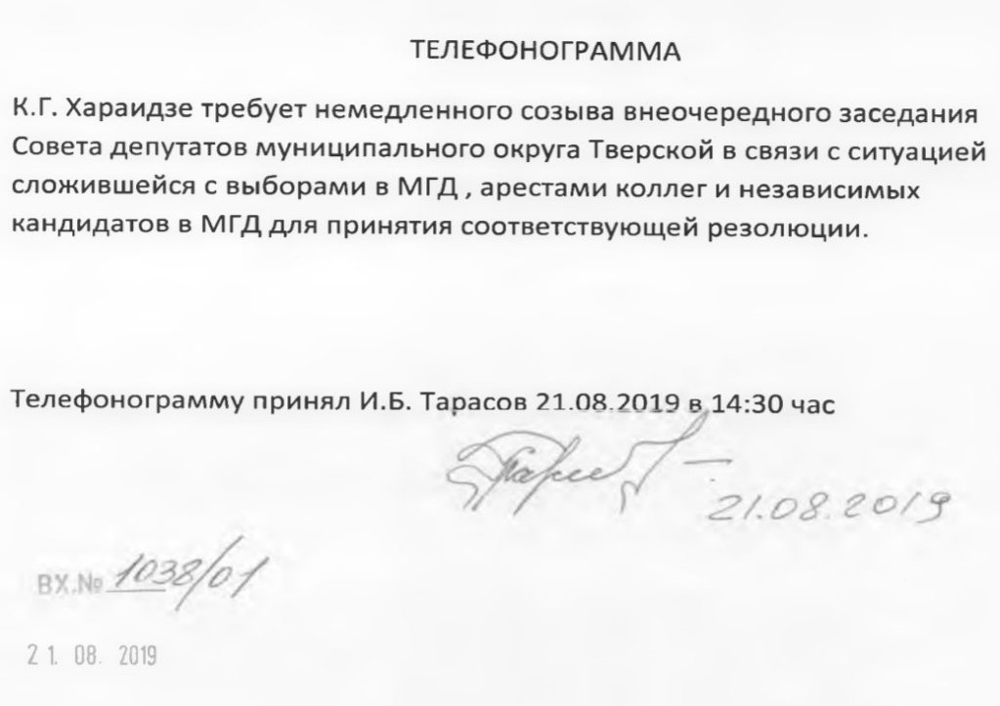 ТЕЛЕФОНОГРАММА
К.Г. Хараидзе требует немедленного созыва внеочередного заседания
Совета депутатов муниципального округа Тверской в связи с ситуацией
сложившейся с выборами в МГД , арестами коллег и независимых
кандидатов в МГД для принятия соответствующей резолюции.
Телефонограмму принял И.Б. Тарасов 21.08.2019 в 14:30 час
21.08.2019
ВХ.№ 1038/01
21. 08. 2019